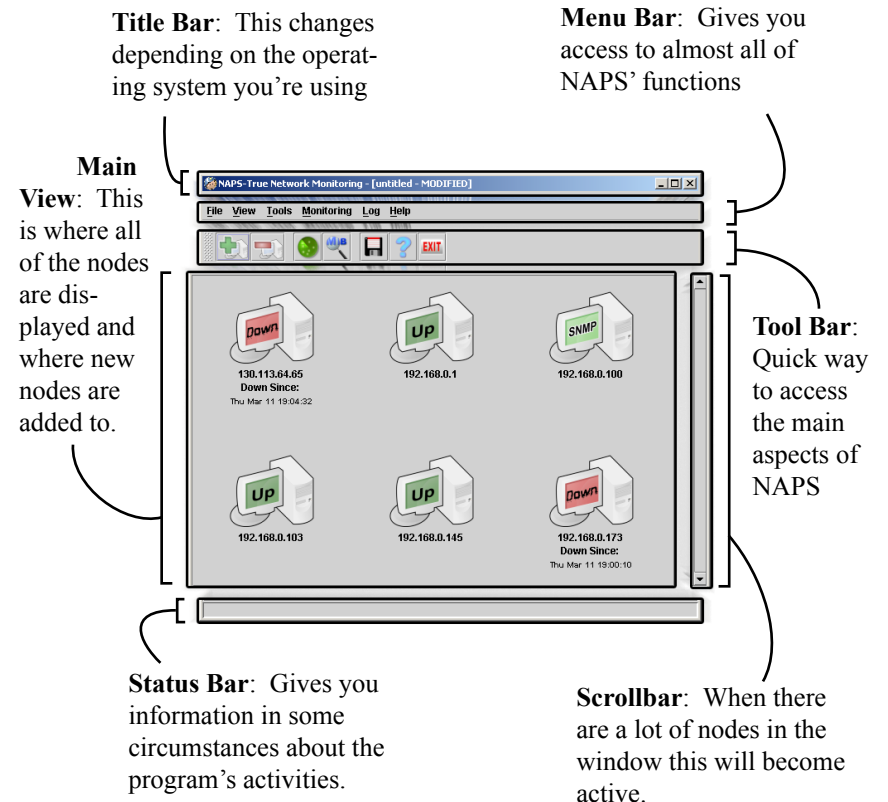 Title Bar:  This changes
depending on the operat-
ing system you're using
Menu Bar:  Gives you
access to almost all of
NAPS' functions
Main
View:  This
is where all
of the nodes
are dis-
played and
where new
nodes are
added to.
NAPS-True Network Monitoring - [untitled - MODIFIED]
File View Tools Monitoring Log Help
MIB
?
EXIT
Down
Up
SNMP
130.113.64.65
192.168.0.1
192.168.0.100
Down Since:
Thu Mar 11 19:04:32
Up
Up
Down
192.168.0.103
192.168.0.145
192.168.0.173
Down Since:
Thu Mar 11 19:00:10
Tool Bar:
Quick way
to access
the main
aspects of
NAPS
Status Bar:  Gives you
information in some
circumstances about the
program's activities.
Scrollbar:  When there
are a lot of nodes in the
window this will become
active.